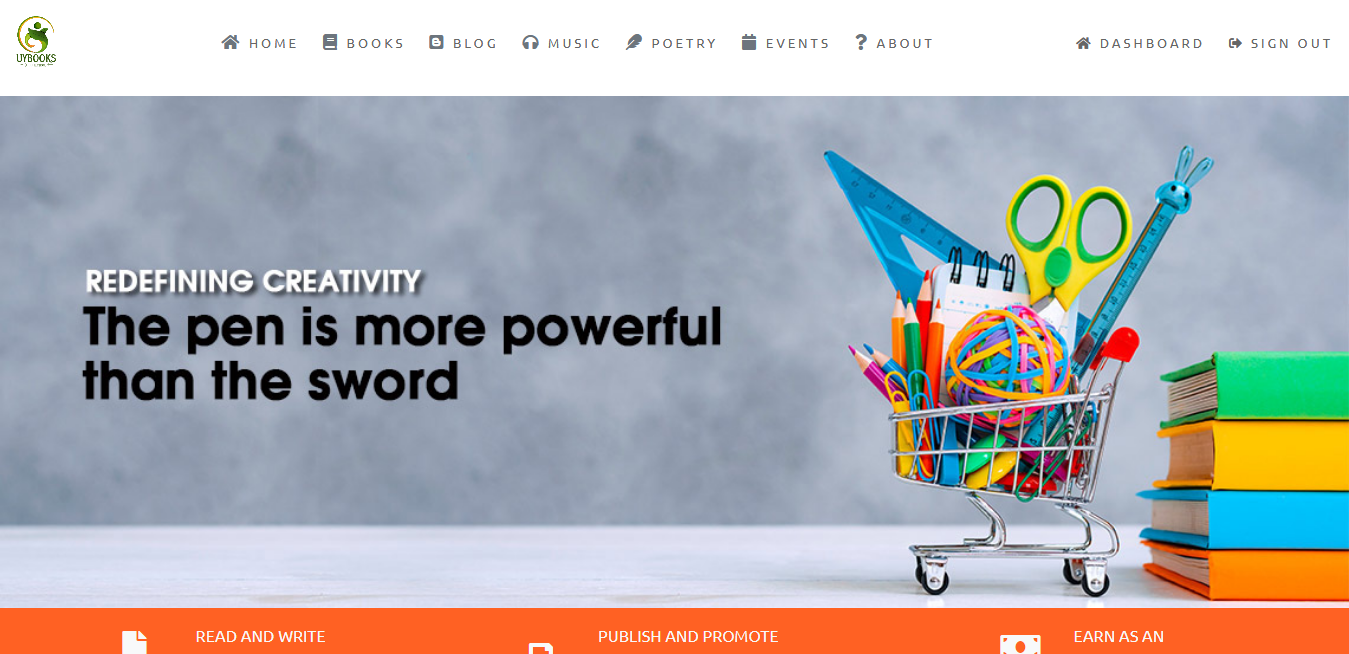 UYBOOKS
HOME
BOOKS
BLOG
MUSIC
POETRY
EVENTS
ABOUT
DASHBOARD
SIGN OUT
REDEFINING CREATIVITY
The pen is more powerful
than the sword
READ AND WRITE
PUBLISH AND PROMOTE
EARN AS AN